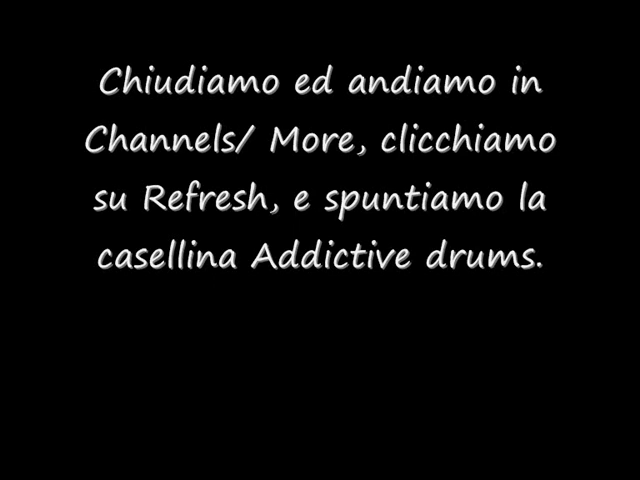 Chiudiamo ed andiamo in
Channels/ More, clicchiamo
su Refresh, e spuntiamo la
casellina Addictive drums.